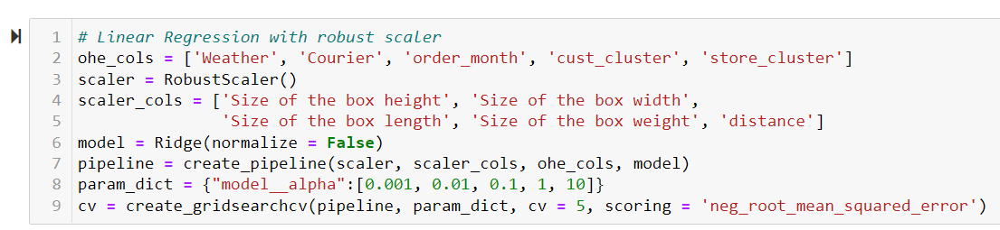 1 # Linear Regression with robust scaler
2 ohe_cols = ['Weather', 'Courier', 'order_month', 'cust_cluster', 'store_cluster']
3 scaler = RobustScaler()
4 scaler_cols = ['Size of the box height', 'Size of the box width',
5                'Size of the box length', 'Size of the box weight', 'distance']
6 model = Ridge(normalize = False)
7 pipeline = create_pipeline(scaler, scaler_cols, ohe_cols, model)
8 param_dict = {"model__alpha":[0.001, 0.01, 0.1, 1, 10]}
9 cv = create_gridsearchcv(pipeline, param_dict, cv = 5, scoring = 'neg_root_mean_squared_error')